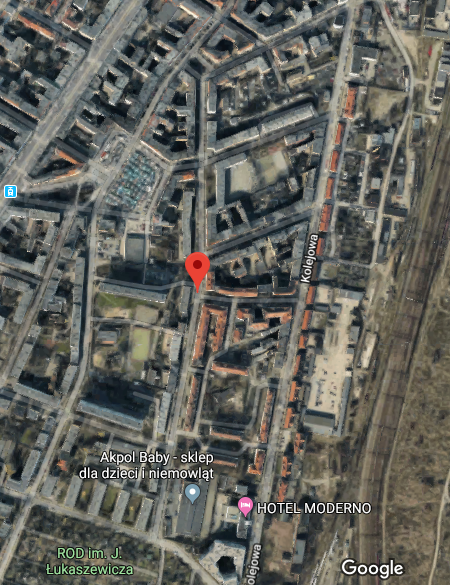 Kolejowa
Akpol Baby - sklep
dla dzieci i niemowląt
HOTEL MODERNO
Kolejowa
ROD im. J.
Łukaszewicza
Google